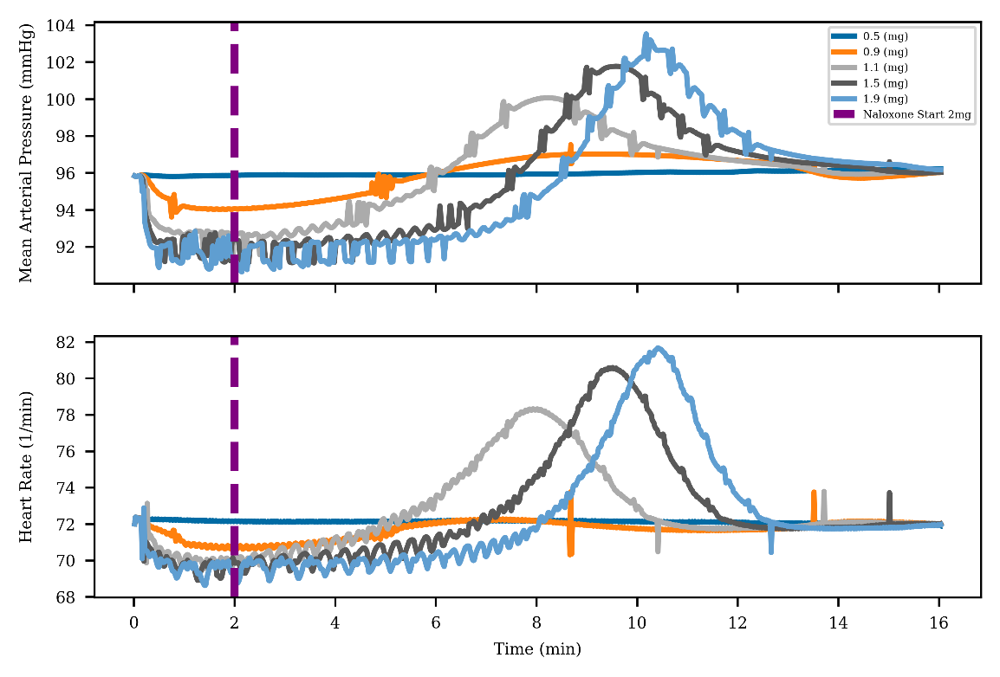 104
102
100
98
96
94
92
Mean Arterial Pressure (mmHg)
0.5 (mg)
0.9 (mg)
1.1 (mg)
1.5 (mg)
1.9 (mg)
Naloxone Start 2mg
82
80
78
76
74
72
70
68
Heart Rate (1/min)
0 2 4 6 8 10 12 14 16
Time (min)